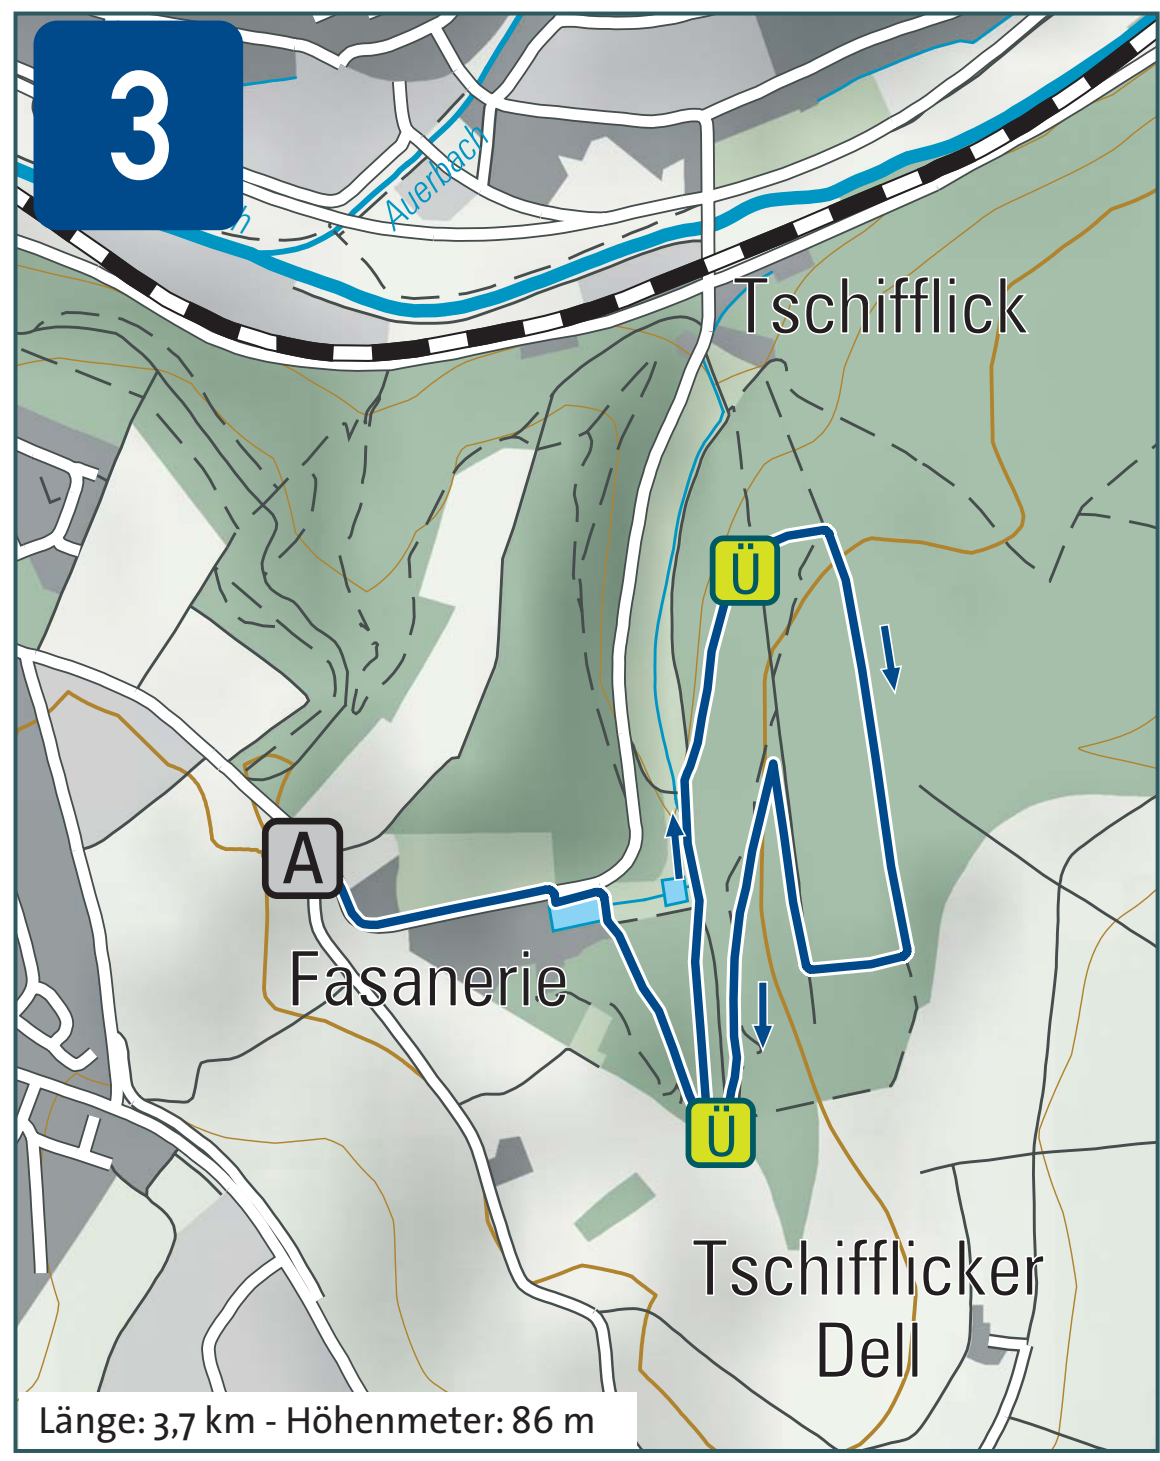 3
Auerbach
h
Tschifflick
Ü
A
Fasanerie
Ü
Tschifflicker
Dell
Länge: 3,7 km - Höhenmeter: 86 m